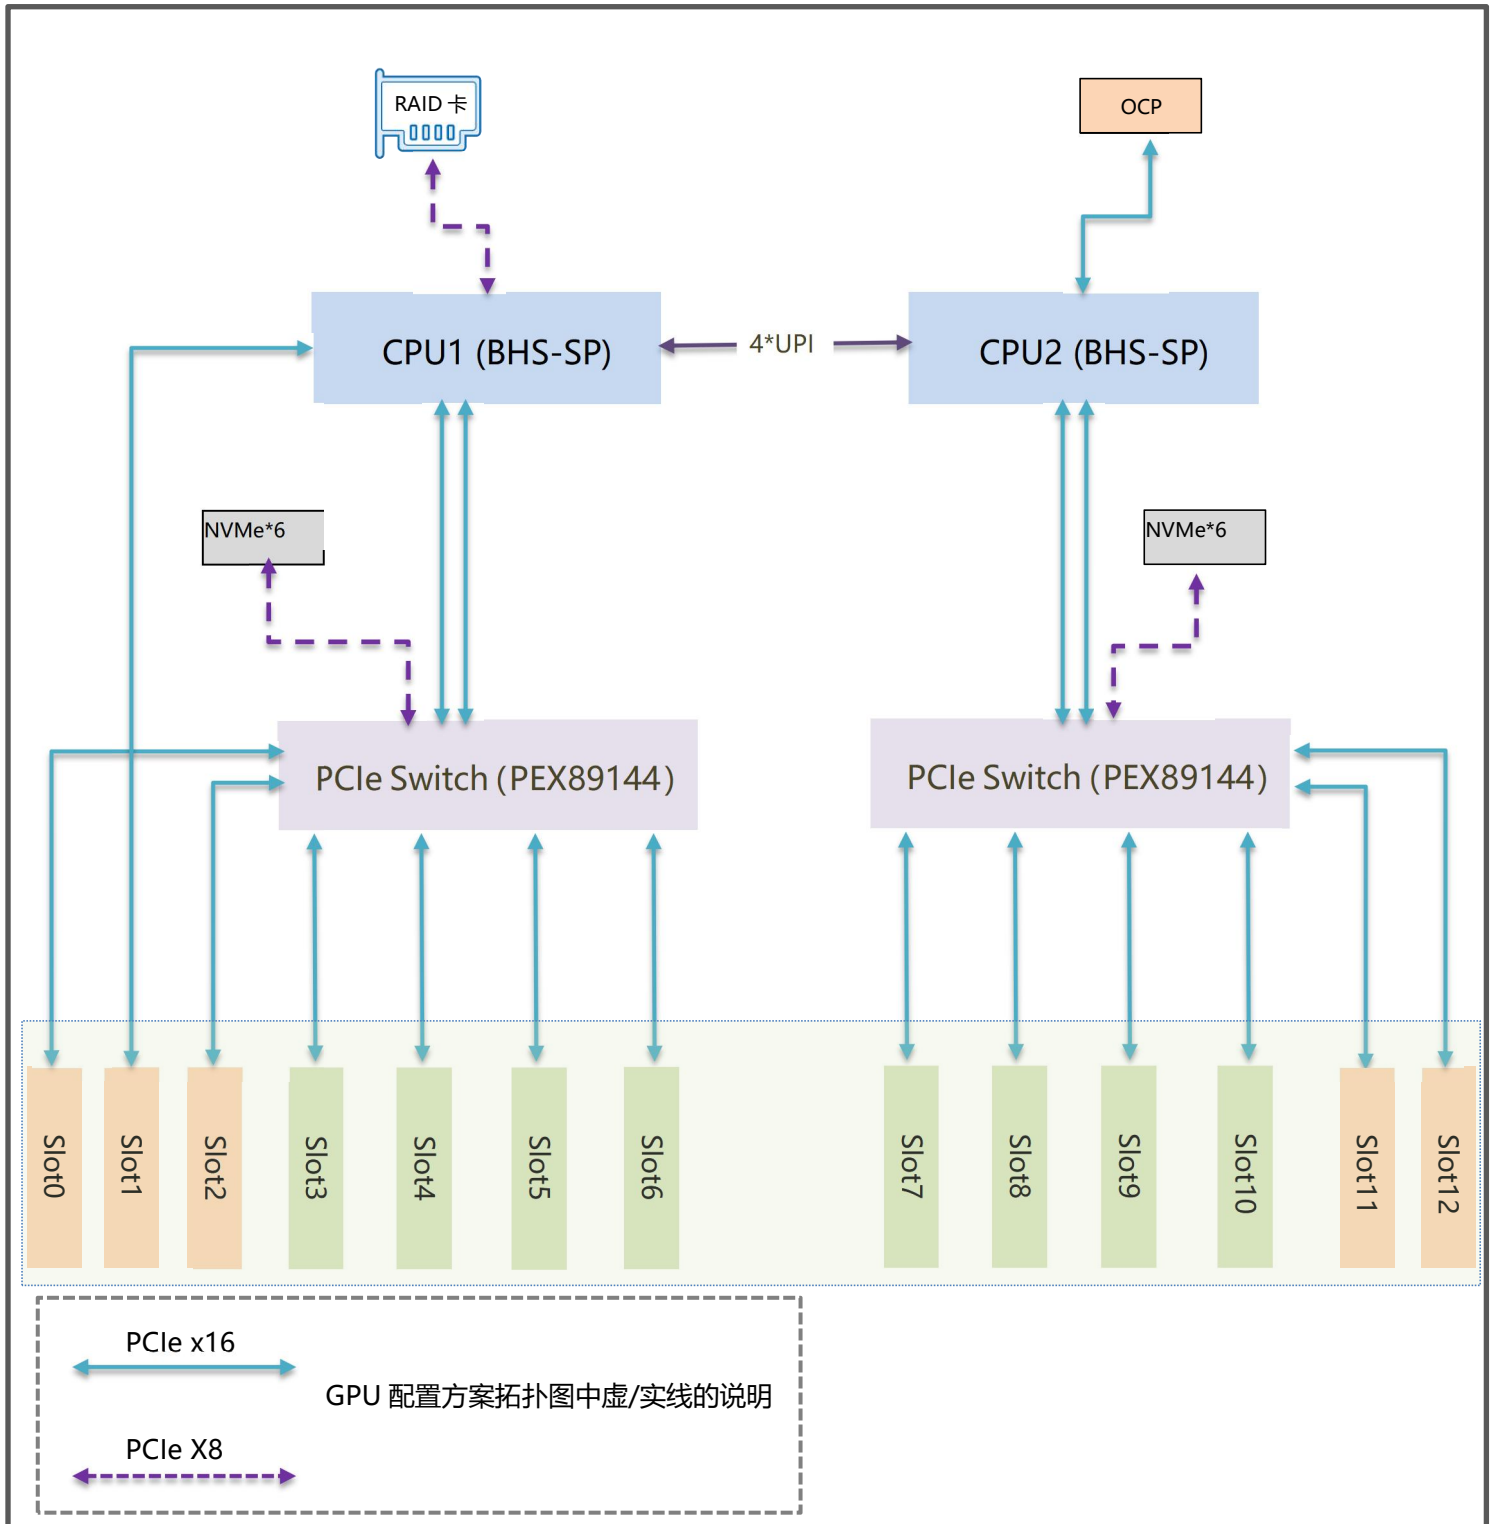 RAID 卡
OCP
CPU1 (BHS-SP)
4*UPI
CPU2 (BHS-SP)
NVMe*6
NVMe*6
PCIe Switch (PEX89144)
PCIe Switch (PEX89144)
Slot0
Slot1
Slot2
Slot3
Slot4
Slot5
Slot6
Slot7
Slot8
Slot9
Slot10
Slot11
Slot12
PCIe x16
GPU 配置方案拓扑图中虚/实线的说明
PCIe X8